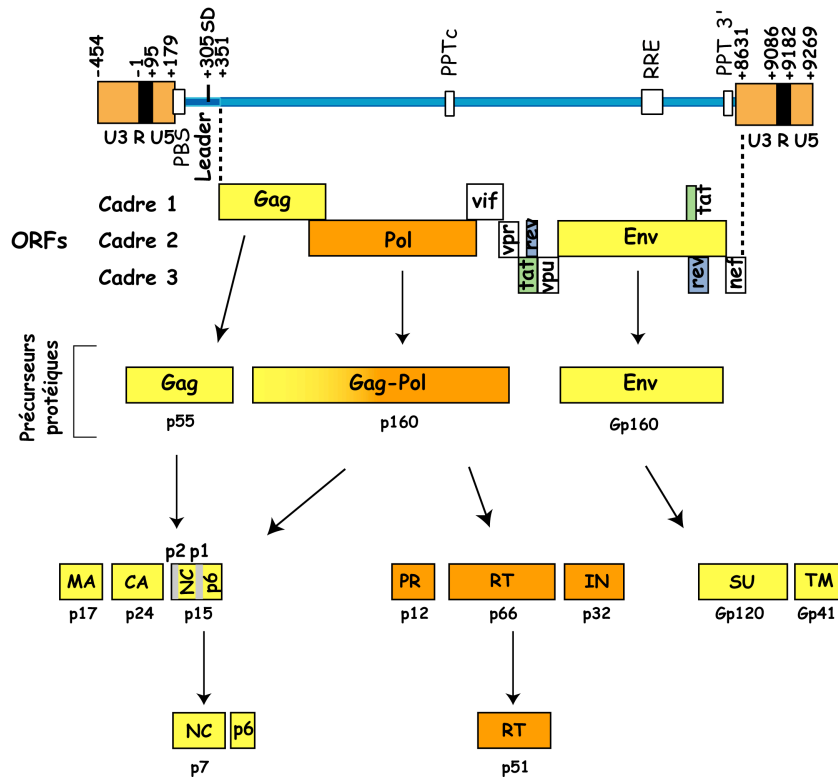 -454
-1
+95
+179
+305 SD
+351
PPTc
RRE
PPT 3'
+8631
+9086
+9182
+9269
U3 R U5
PBS
Leader
U3 R U5
Cadre 1
Gag
vif
tat
ORFs
Cadre 2
Pol
vpr
rev
Env
Cadre 3
tat
vpu
rev
nef
Précurseurs
protéiques
Gag
Gag-Pol
Env
p55
p160
Gp160
p2 p1
MA
CA
NC
p6
PR
RT
IN
SU
TM
p17
p24
p15
p12
p66
p32
Gp120
Gp41
NC
p6
RT
p7
p51